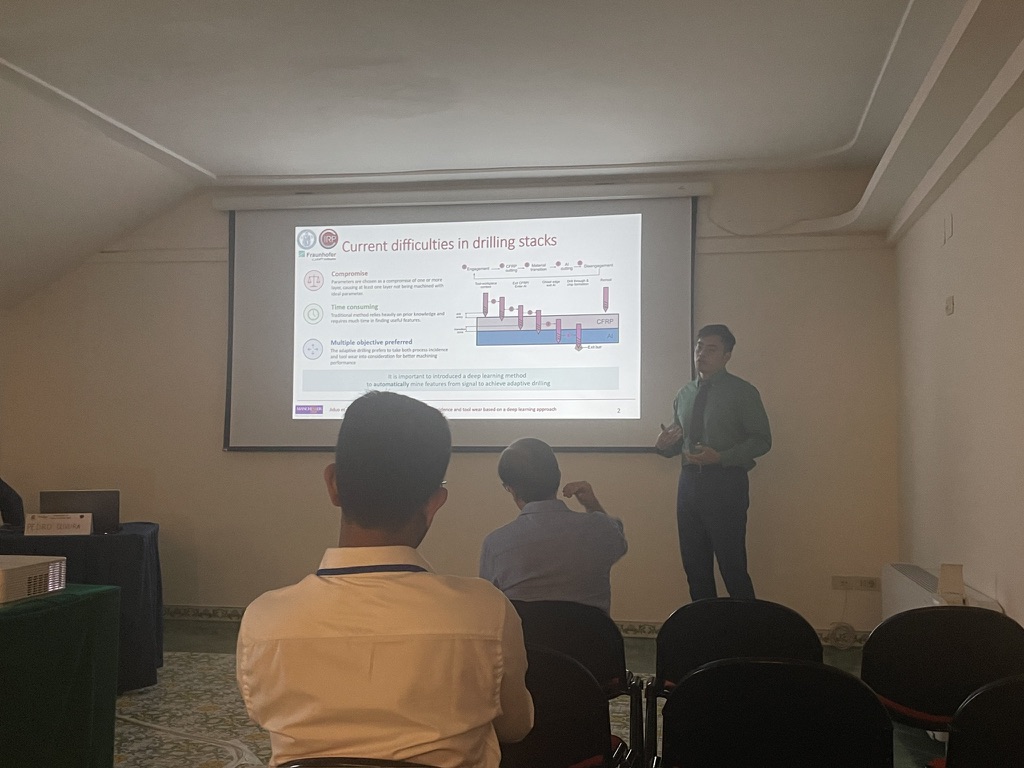 Current difficulties in drilling stacks
Fraunhofer
Compromise
Parameters are chosen as a compromise of two or more
layer, causing at least one layer not being machined with
ideal parameter
Time consuming
Traditional method relies heavily on prior knowledge and
requires much time in finding useful features.
Multiple objective preferred
The adaptive drilling prefers to take both process incidence
and tool wear into consideration for better machining
performance
Engagement
CFRP
cutting
Material
transition
Al
cutting
Disengagement
CFRP
Al
It is important to introduced a deep learning method
to automatically mine features from signal to achieve adaptive drilling
and tool wear based on a deep learning approach
2